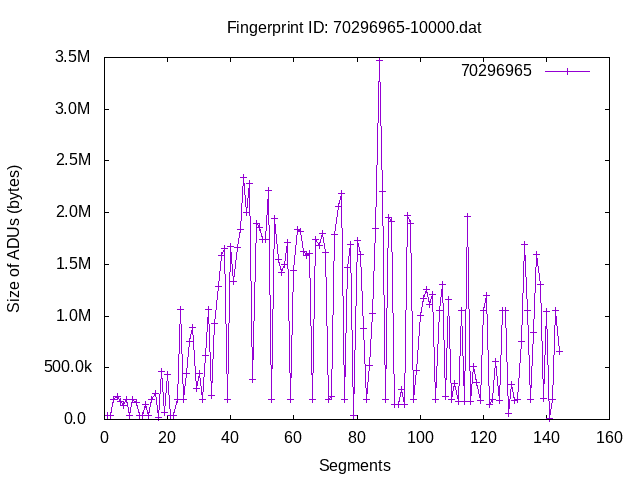 Fingerprint ID: 70296965-10000.dat
3.5M
70296965
3.0M
2.5M
2.0M
1.5M
1.0M
500.0k
0.0
Size of ADUs (bytes)
0 20 40 60 80 100 120 140 160
Segments